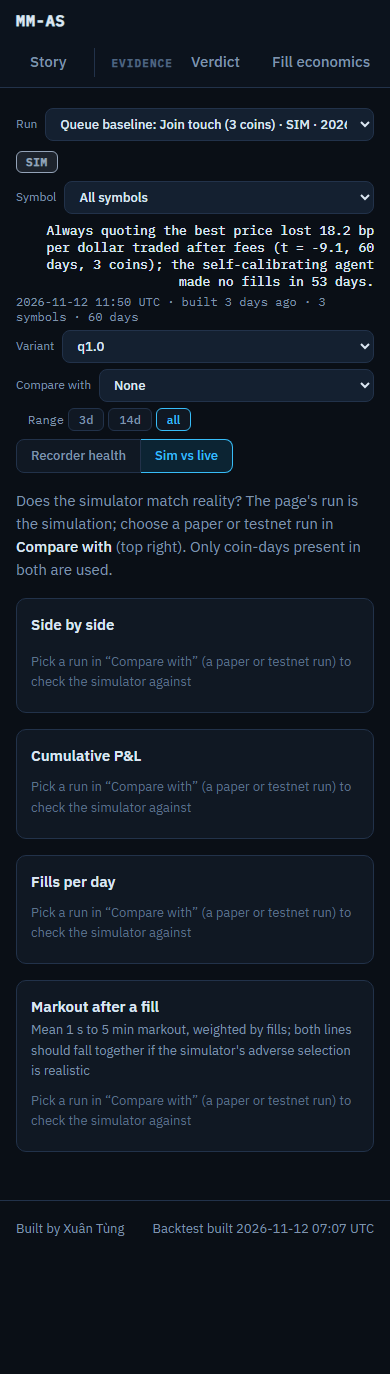 MM-AS
Story EVIDENCE Verdict Fill economics
Run Queue baseline: Join touch (3 coins) · SIM · 2026
SIM
Symbol All symbols
Always quoting the best price lost 18.2 bp
per dollar traded after fees (t = -9.1, 60
days, 3 coins); the self-calibrating agent
made no fills in 53 days.
2026-11-12 11:50 UTC · built 3 days ago · 3
symbols · 60 days
Variant q1.0
Compare with None
Range 3d 14d all
Recorder health Sim vs live
Does the simulator match reality? The page's run is
the simulation; choose a paper or testnet run in
Compare with (top right). Only coin-days present in
both are used.
Side by side
Pick a run in “Compare with” (a paper or testnet run) to
check the simulator against
Cumulative P&L
Pick a run in “Compare with” (a paper or testnet run) to
check the simulator against
Fills per day
Pick a run in “Compare with” (a paper or testnet run) to
check the simulator against
Markout after a fill
Mean 1 s to 5 min markout, weighted by fills; both lines
should fall together if the simulator's adverse selection
is realistic
Pick a run in “Compare with” (a paper or testnet run) to
check the simulator against
Built by Xuân Tùng Backtest built 2026-11-12 07:07 UTC